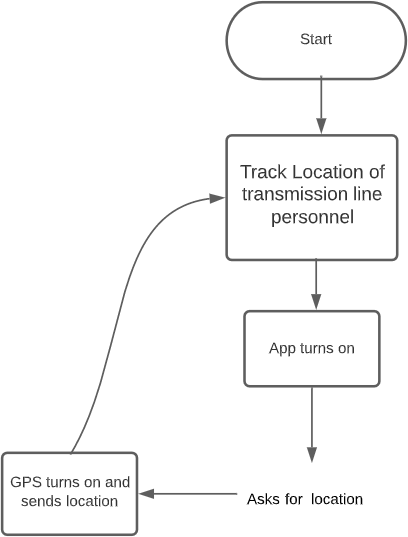 Start
Track Location of
transmission line
personnel
App turns on
GPS turns on and
sends location
Asks for  location